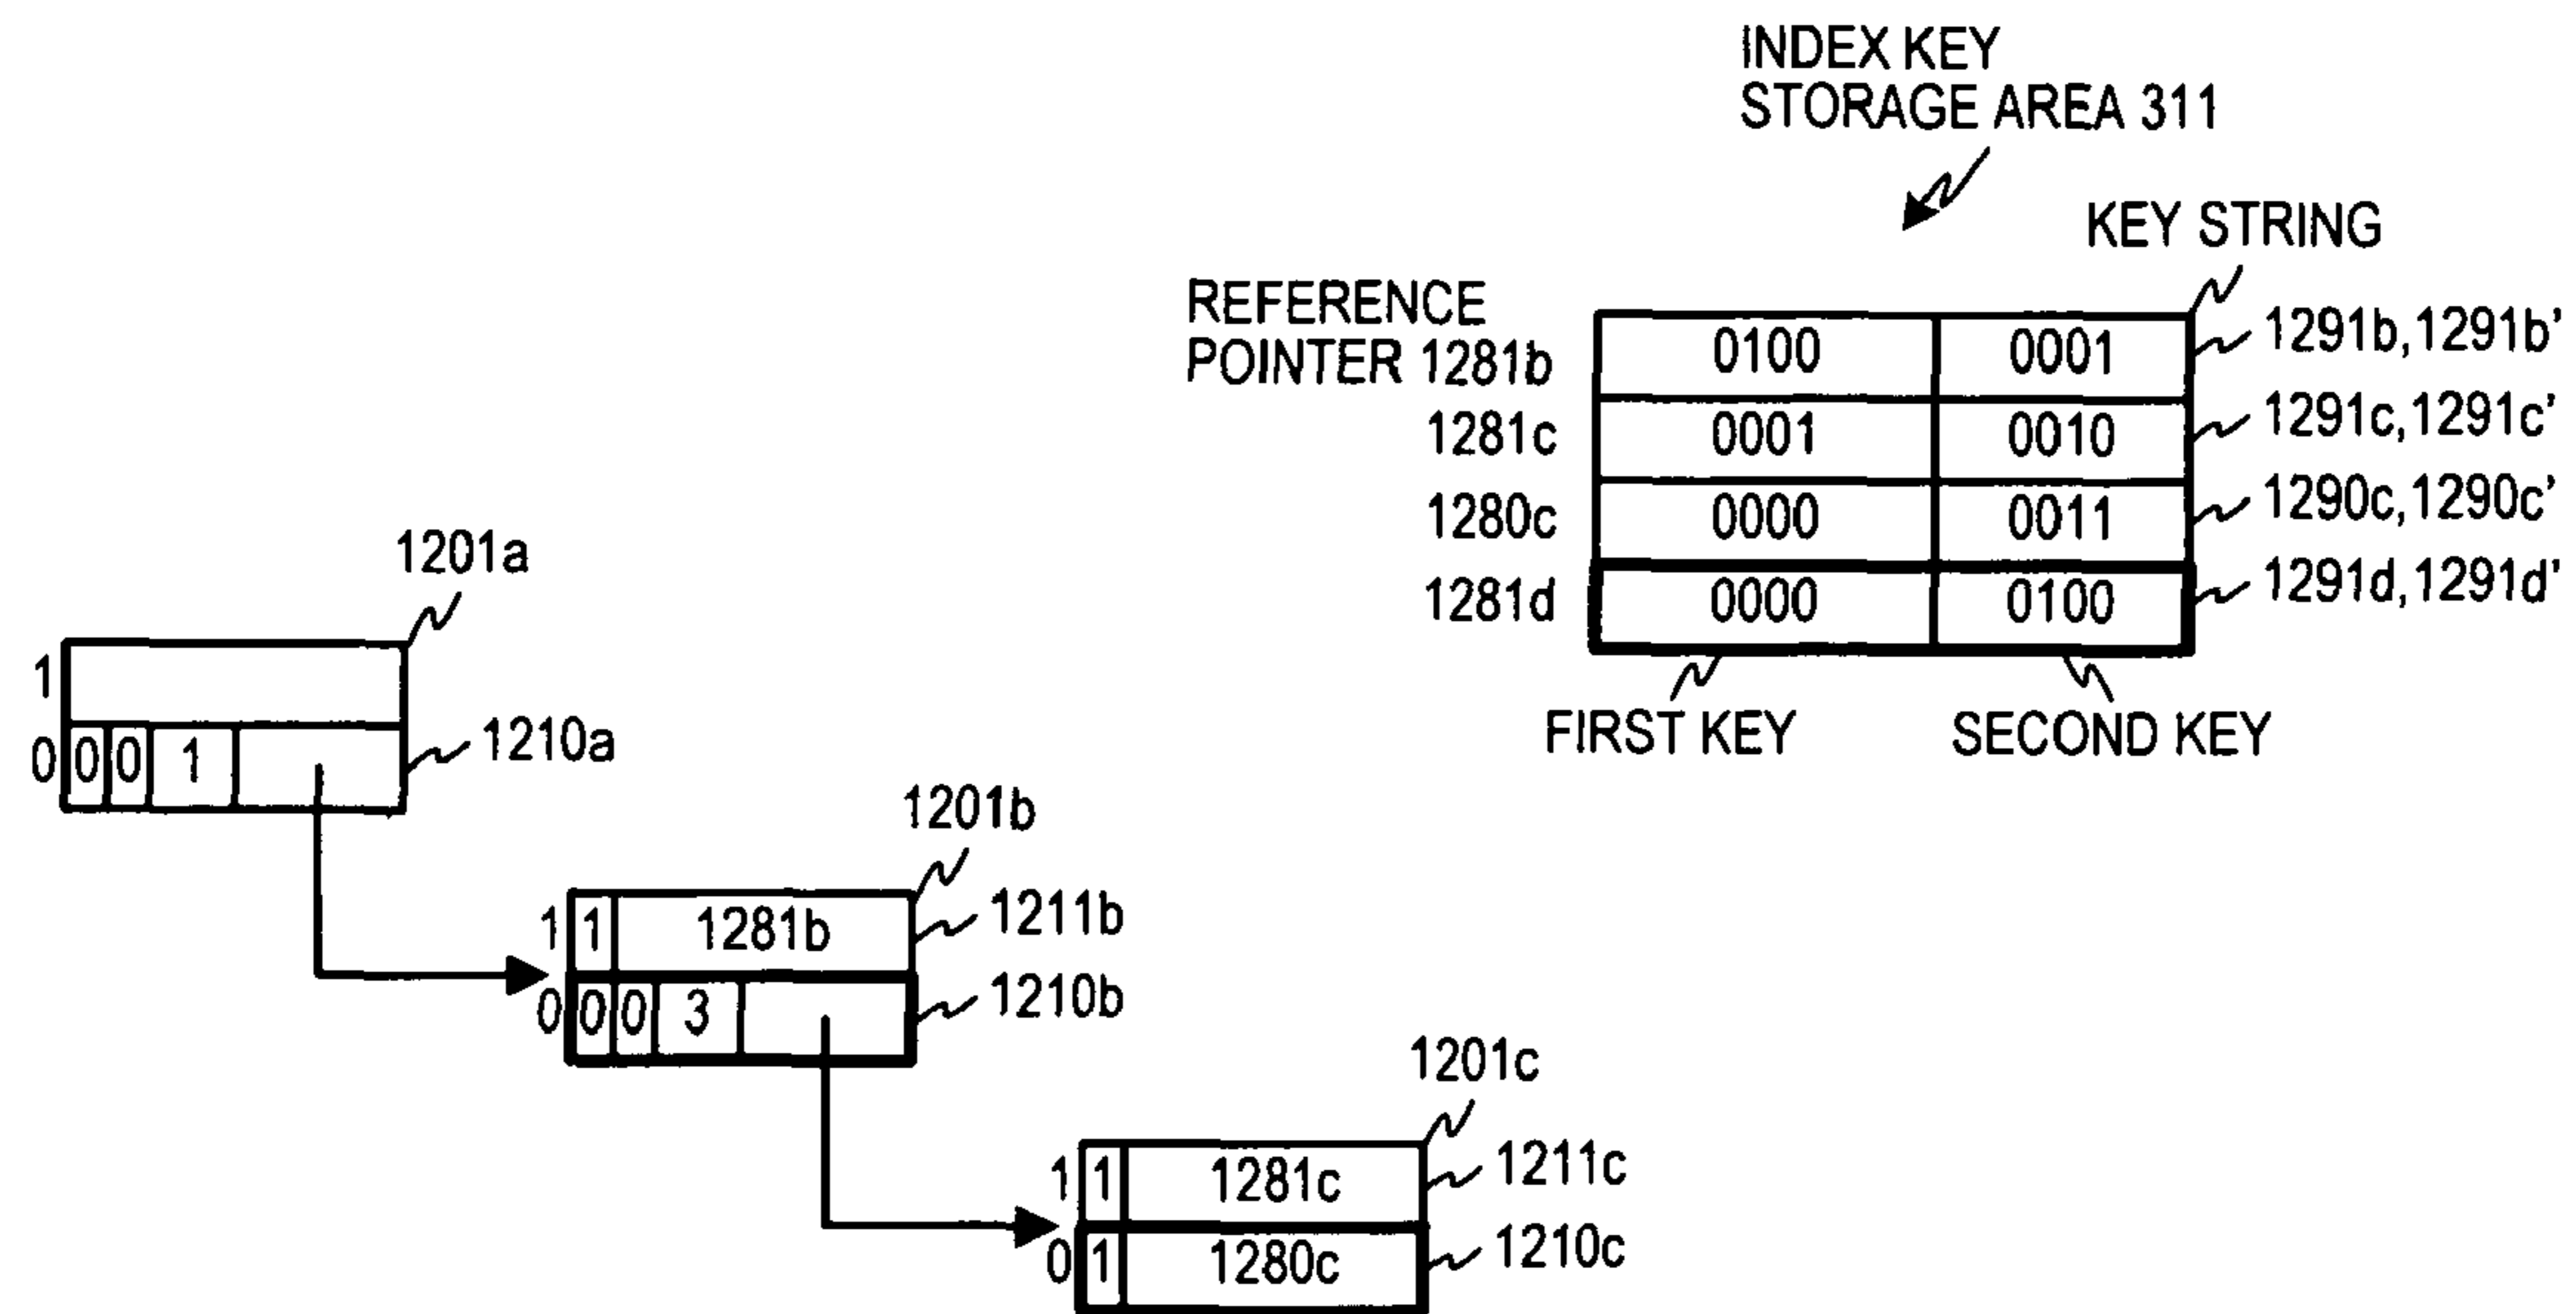 INDEX KEY
STORAGE AREA 311
KEY STRING
REFERENCE
POINTER 1281b 0100 0001 1291b,1291b'
1281c 0001 0010 1291c,1291c'
1280c 0000 0011 1290c,1290c'
1281d 0000 0100 1291d,1291d'
FIRST KEY SECOND KEY
1201a
1
0 0 0 1 1210a
1201b
1 1 1281b 1211b
0 0 0 3 1210b
1201c
1 1 1281c 1211c
0 1 1280c 1210c